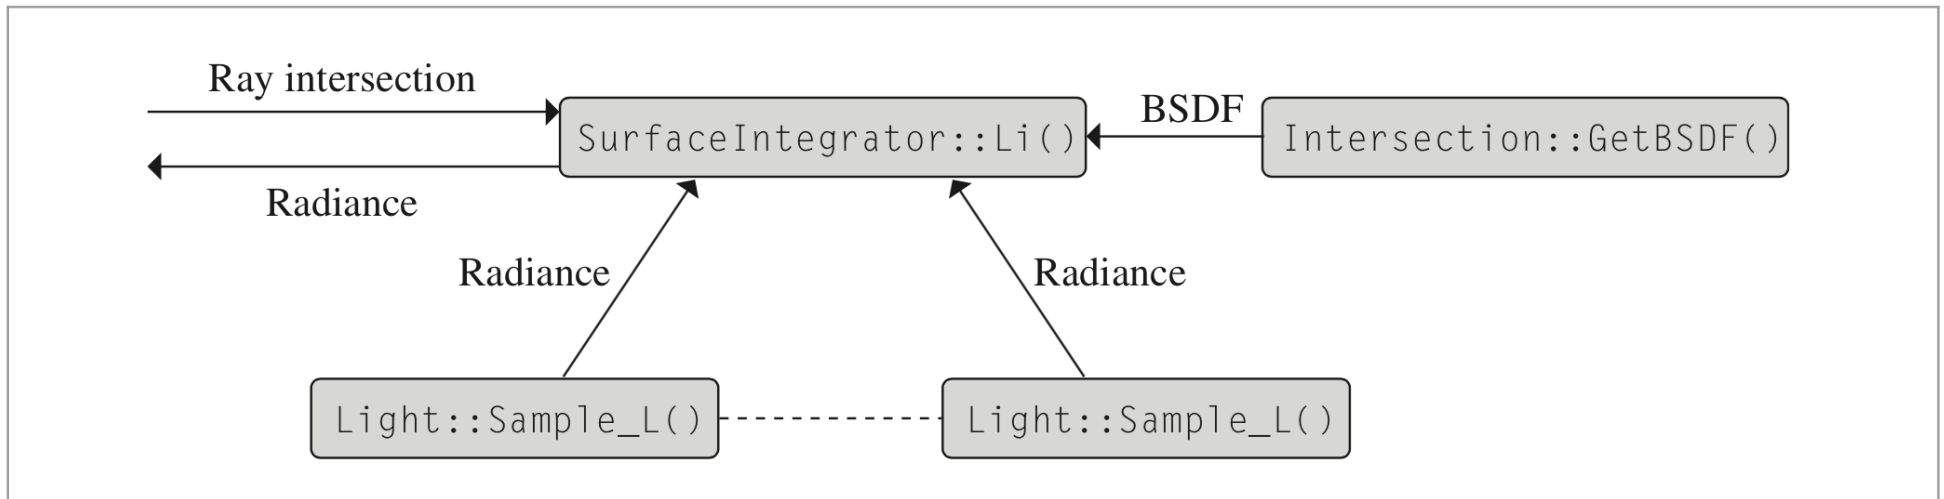 Ray intersection
BSDF
SurfaceIntegrator::Li()
Intersection::GetBSDF()
Radiance
Radiance
Radiance
Light::Sample_L()
Light::Sample_L()